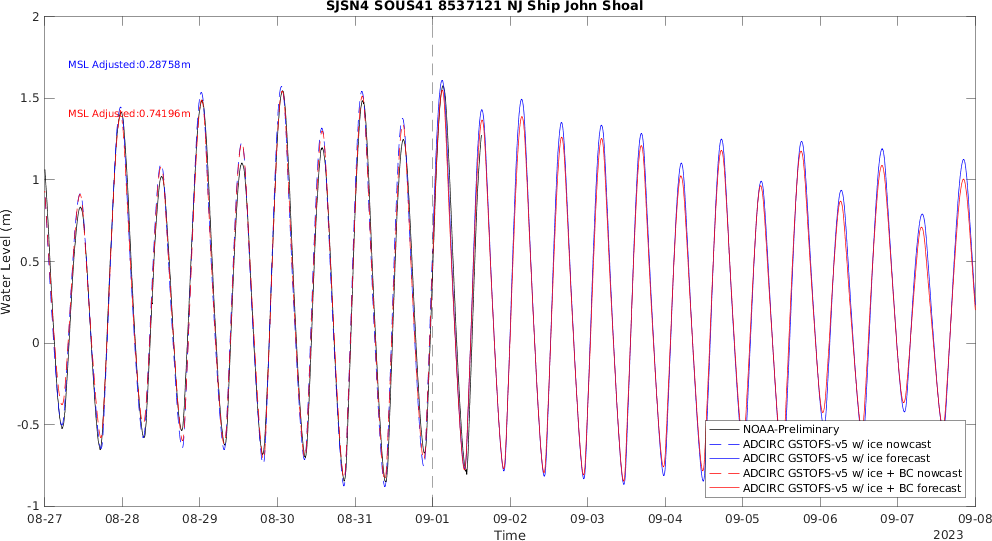 SJSN4 SOUS41 8537121 NJ Ship John Shoal
2
1.5
1
0.5
0
-0.5
-1
Water Level (m)
MSL Adjusted:0.28758m
MSL Adjusted:0.74196m
NOAA-Preliminary
ADCIRC GSTOFS-v5 w/ ice nowcast
ADCIRC GSTOFS-v5 w/ ice forecast
ADCIRC GSTOFS-v5 w/ ice + BC nowcast
ADCIRC GSTOFS-v5 w/ ice + BC forecast
08-27 08-28 08-29 08-30 08-31 09-01 09-02 09-03 09-04 09-05 09-06 09-07 09-08
Time
2023